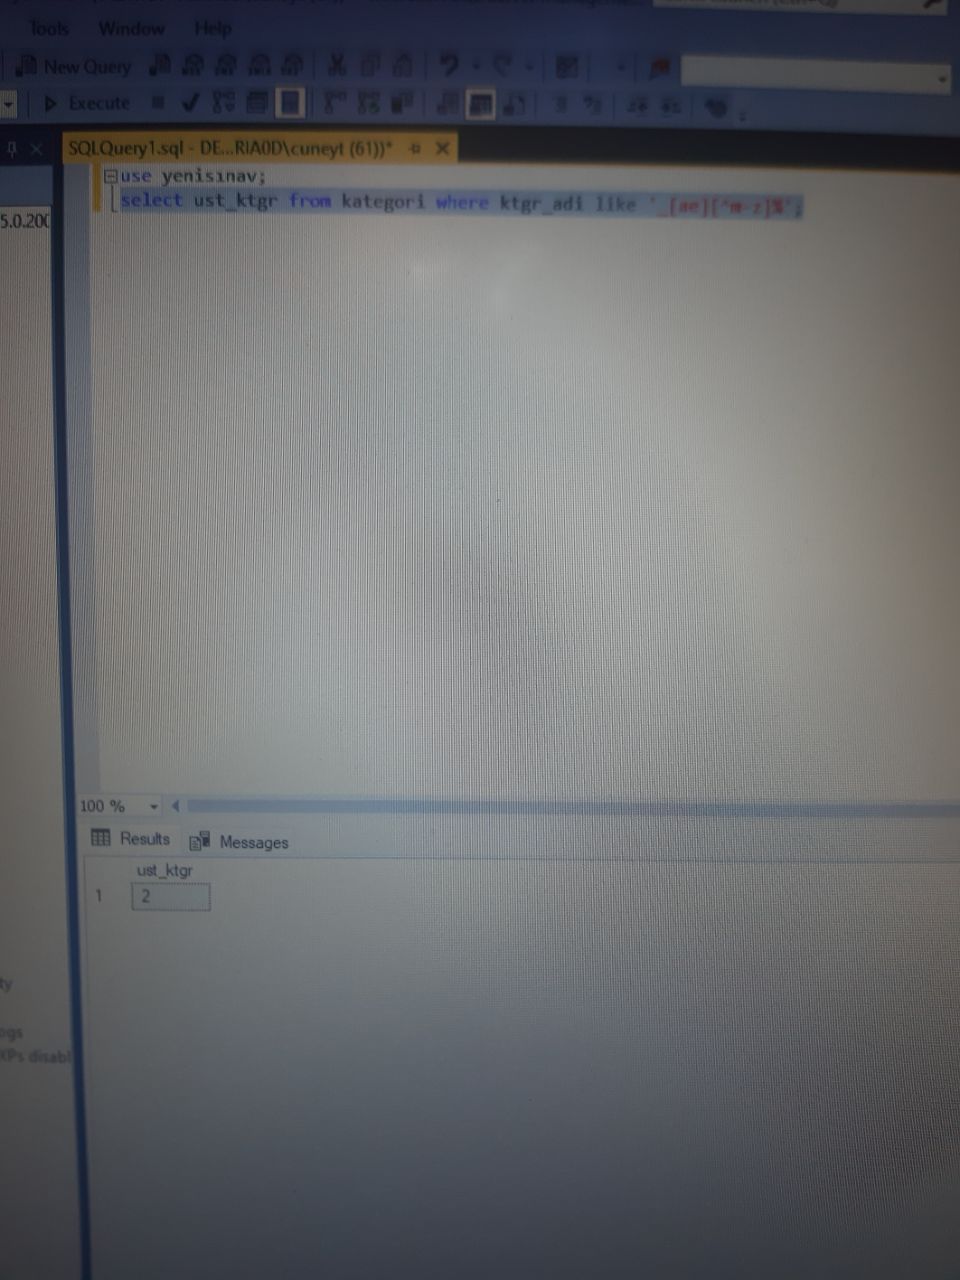 Tools Window Help
New Query
Execute
SQLQuery1.sql - DE...RIA0D\cuneyt (61))*
use yenisınav;
select ust_ktgr from kategori where ktgr_adi like '_[ae][^m-z]%';
5.0.200
100 %
Results Messages
ust_ktgr
1 2
ty
ogs
XPs disabl